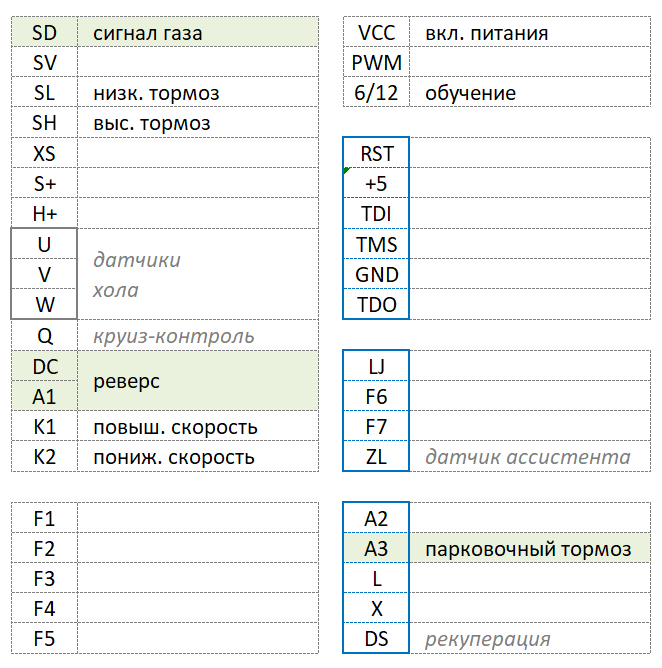 SD сигнал газа
SV
SL низк. тормоз
SH выс. тормоз
XS
S+
H+
U
V
W
датчики
хола
Q круиз-контроль
DC
A1
реверс
K1 повыш. скорость
K2 пониж. скорость
F1
F2
F3
F4
F5
VCC вкл. питания
PWM
6/12 обучение
RST
+5
TDI
TMS
GND
TDO
LJ
F6
F7
ZL датчик ассистента
A2
A3 парковочный тормоз
L
X
DS рекуперация